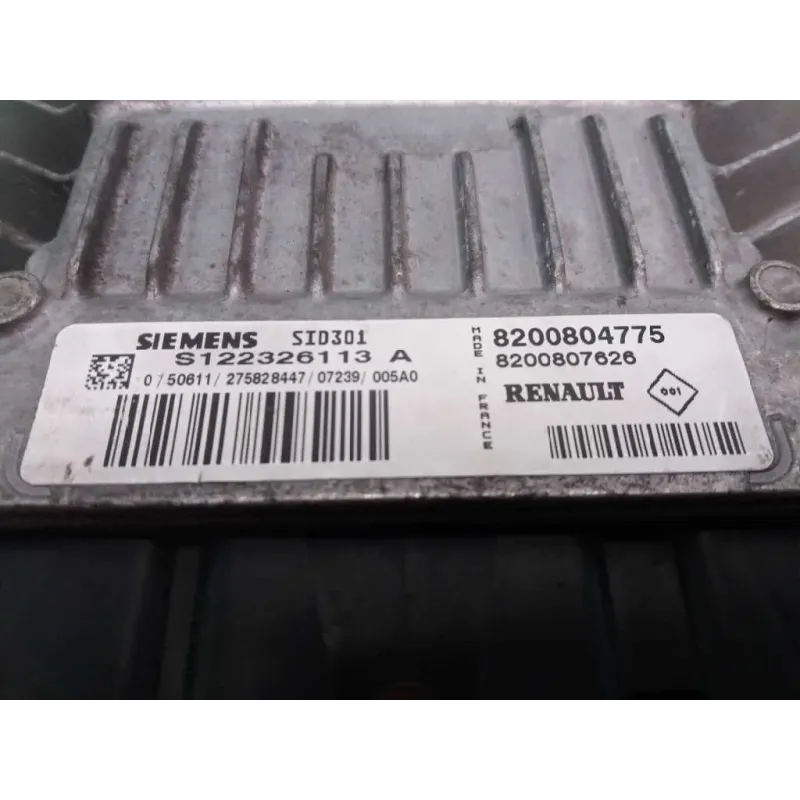 SIEMENS SID301
S122326113 A
0/50611/275828447/07239/005A0
MADE IN FRANCE
8200804775
8200807626
RENAULT 001